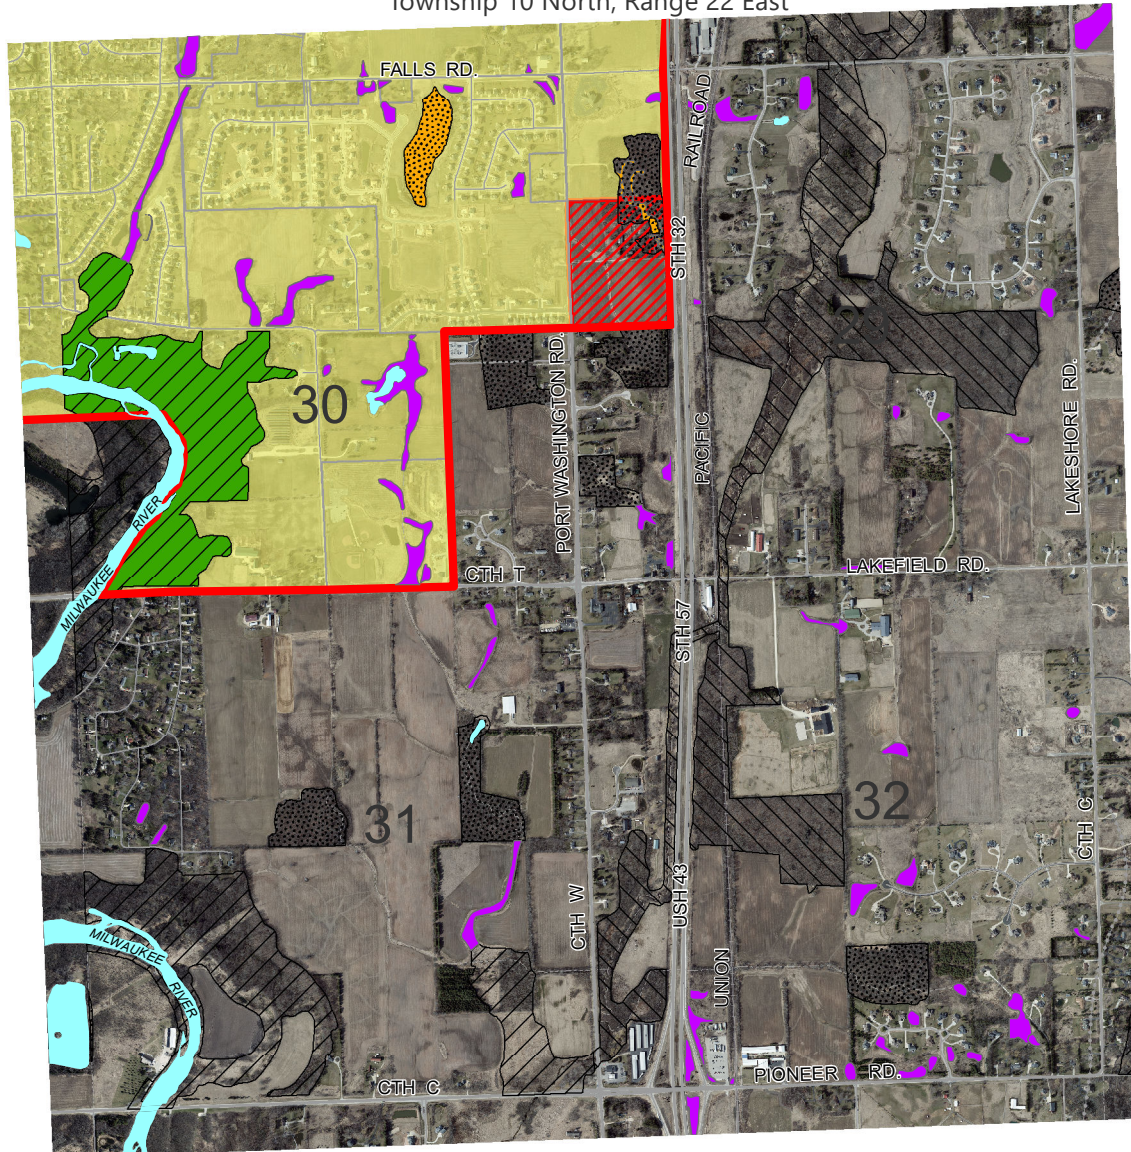 Township 10 North, Range 22 East
FALLS RD.
RAILROAD
STH 32
30
PORT WASHINGTON RD.
PACIFIC
LAKESHORE RD.
MILWAUKEE RIVER
CTH T
LAKEFIELD RD.
STH 57
31
32
CTH C
USH 43
CTH W
MILWAUKEE RIVER
UNION
PIONEER RD.
CTH C